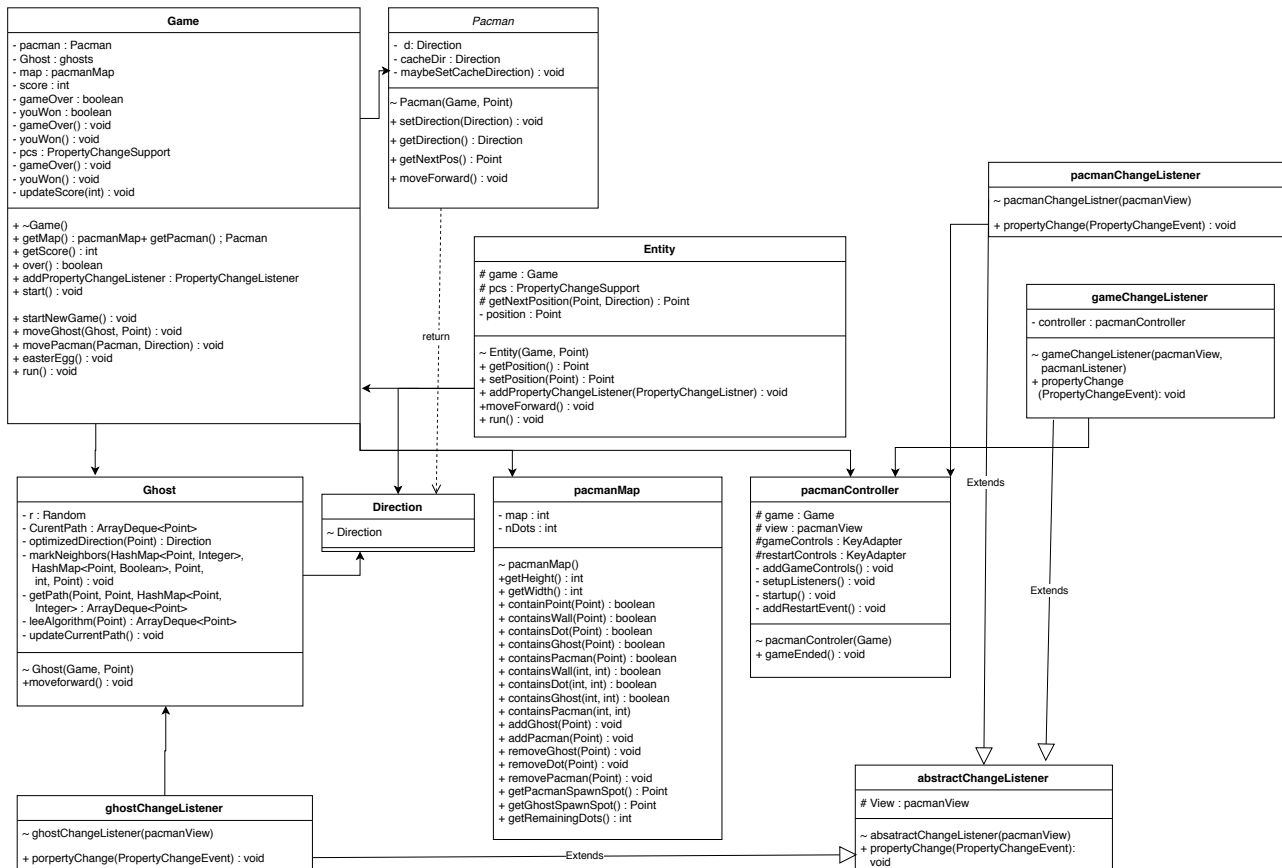 Game
- pacman : Pacman
- Ghost : ghosts
- map : pacmanMap
- score : int
- gameOver : boolean
- youWon : boolean
- gameOver() : void
- youWon() : void
- pcs : PropertyChangeSupport
- gameOver() : void
- youWon() : void
- updateScore(int) : void
+ ~Game()
+ getMap() : pacmanMap+ getPacman() ; Pacman
+ getScore() : int
+ over() : boolean
+ addPropertyChangeListener : PropertyChangeListener
+ start() : void
+ startNewGame() : void
+ moveGhost(Ghost, Point) : void
+ movePacman(Pacman, Direction) : void
+ easterEgg() : void
+ run() : void
Pacman
- d: Direction
- cacheDir : Direction
- maybeSetCacheDirection) : void
~ Pacman(Game, Point)
+ setDirection(Direction) : void
+ getDirection() : Direction
+ getNextPos() : Point
+ moveForward() : void
return
Entity
# game : Game
# pcs : PropertyChangeSupport
# getNextPosition(Point, Direction) : Point
- position : Point
~ Entity(Game, Point)
+ getPosition() : Point
+ setPosition(Point) : Point
+ addPropertyChangeListener(PropertyChangeListner) : void
+moveForward() : void
+ run() : void
pacmanChangeListener
~ pacmanChangeListner(pacmanView)
+ propertyChange(PropertyChangeEvent) : void
gameChangeListener
- controller : pacmanController
~ gameChangeListener(pacmanView,
pacmanListener)
+ propertyChange
(PropertyChangeEvent): void
Extends
Extends
Ghost
- r : Random
- CurentPath : ArrayDeque<Point>
- optimizedDirection(Point) : Direction
- markNeighbors(HashMap<Point, Integer>,
HashMap<Point, Boolean>, Point,
int, Point) : void
- getPath(Point, Point, HashMap<Point,
Integer> : ArrayDeque<Point>
- leeAlgorithm(Point) : ArrayDeque<Point>
- updateCurrentPath() : void
~ Ghost(Game, Point)
+moveforward() : void
Direction
~ Direction
pacmanMap
- map : int
- nDots : int
~ pacmanMap()
+getHeight() : int
+ getWidth() : int
+ containPoint(Point) : boolean
+ containsWall(Point) : boolean
+ containsDot(Point) : boolean
+ containsGhost(Point) : boolean
+ containsPacman(Point) : boolean
+ containsWall(int, int) : boolean
+ containsDot(int, int) : boolean
+ containsGhost(int, int) : boolean
+ containsPacman(int, int)
+ addGhost(Point) : void
+ addPacman(Point) : void
+ removeGhost(Point) : void
+ removeDot(Point) : void
+ removePacman(Point) : void
+ getPacmanSpawnSpot() : Point
+ getGhostSpawnSpot() : Point
+ getRemainingDots() : int
pacmanController
# game : Game
# view : pacmanView
#gameControls : KeyAdapter
#restartControls : KeyAdapter
- addGameControls() : void
- setupListeners() : void
- startup() : void
- addRestartEvent() : void
~ pacmanControler(Game)
+ gameEnded() : void
ghostChangeListener
~ ghostChangeListener(pacmanView)
+ porpertyChange(PropertyChangeEvent) : void
Extends
abstractChangeListener
# View : pacmanView
~ absatractChangeListener(pacmanView)
+ propertyChange(PropertyChangeEvent):
void